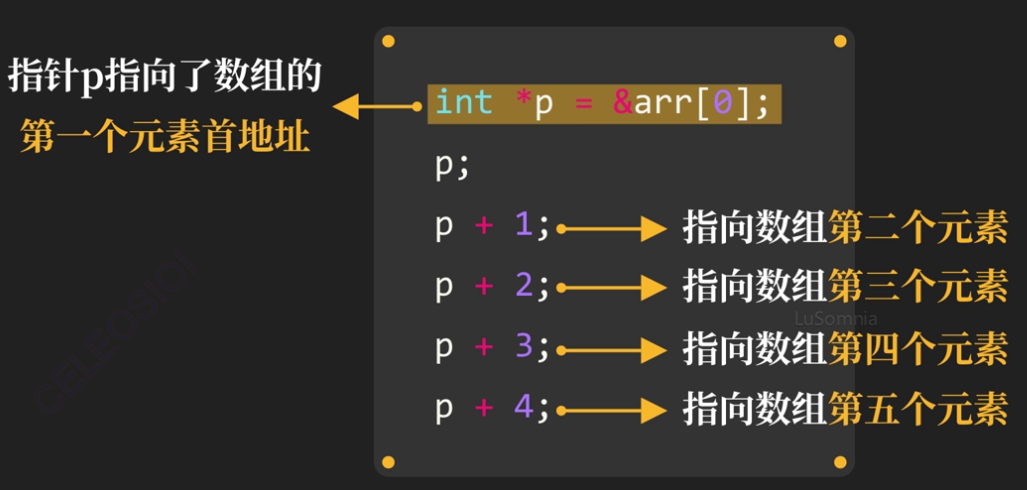 指针p指向了数组的
第一个元素首地址
int *p = &arr[0];
p;
p + 1; 指向数组第二个元素
p + 2; 指向数组第三个元素
LuSomnia
p + 3; 指向数组第四个元素
p + 4; 指向数组第五个元素